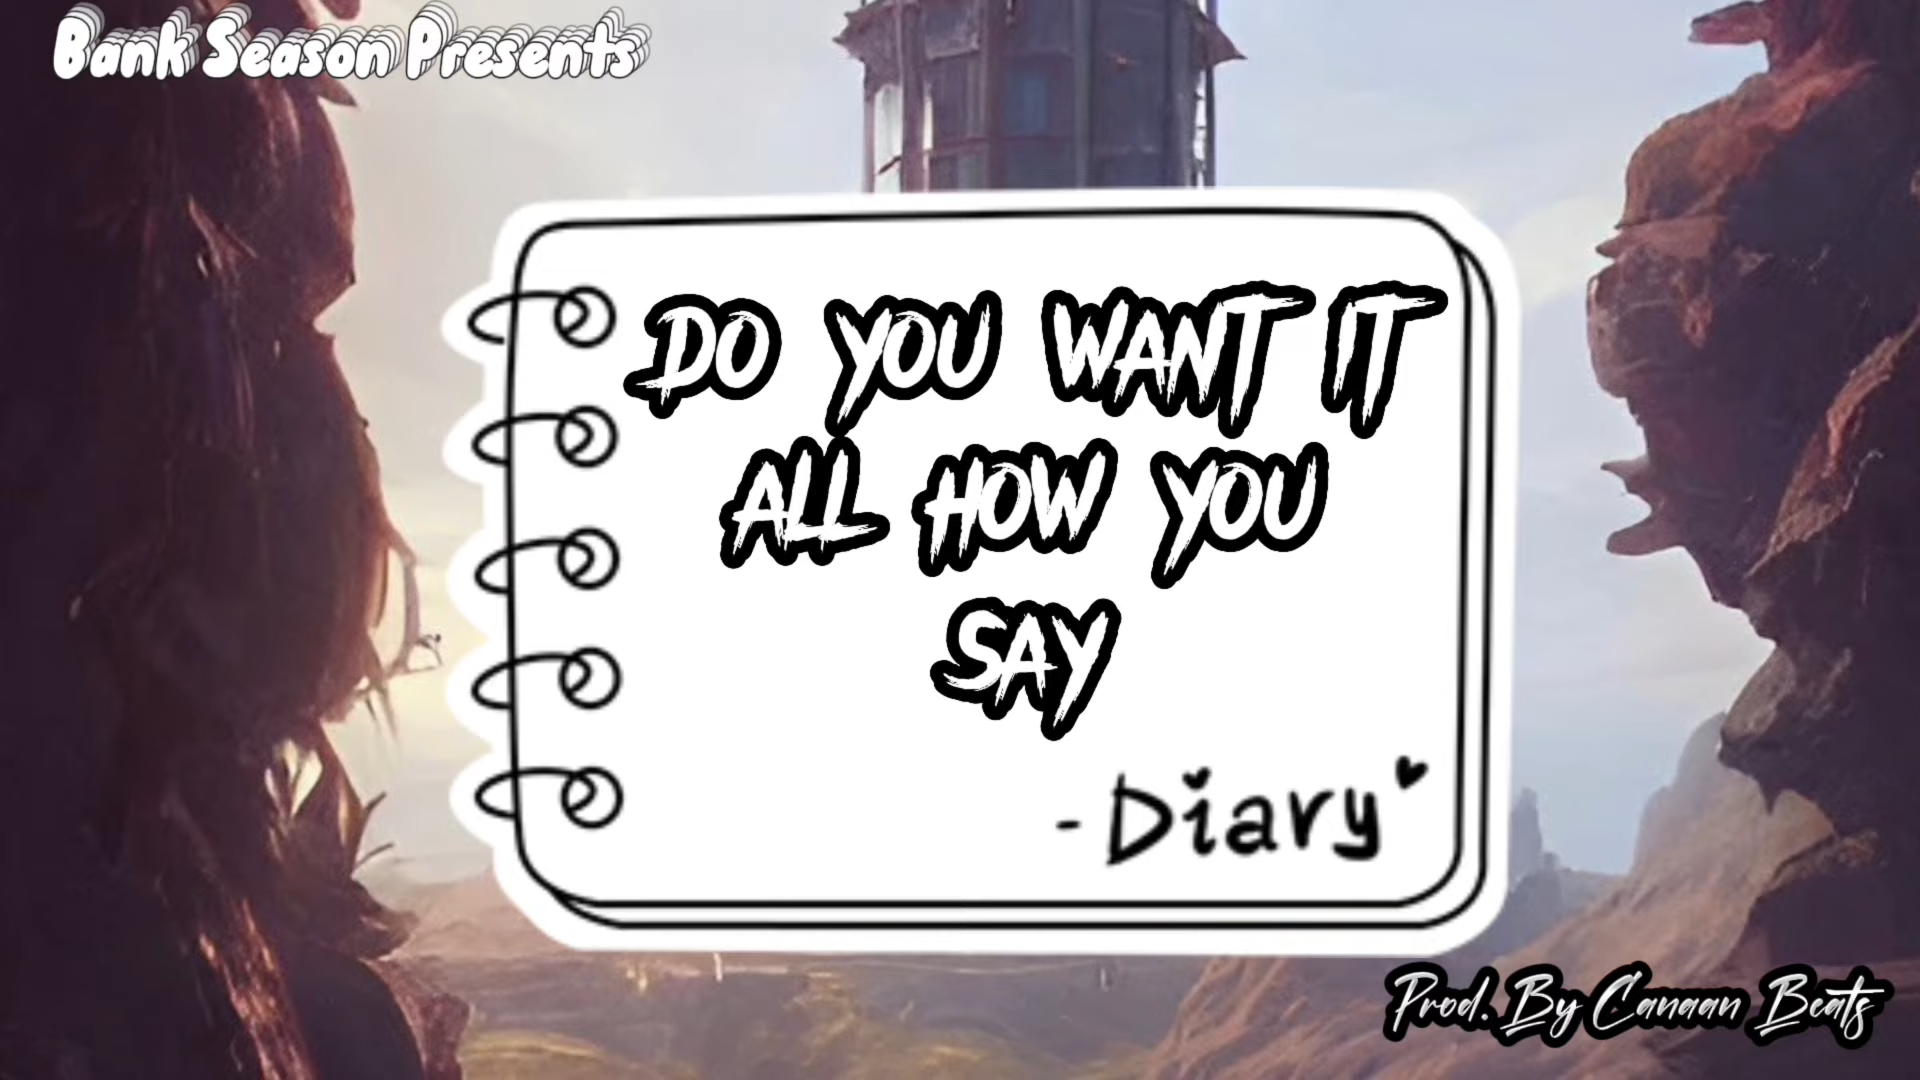 Bank Season Presents
DO YOU WANT IT
ALL HOW YOU
SAY
- Diary
Prod. By Canaan Beats